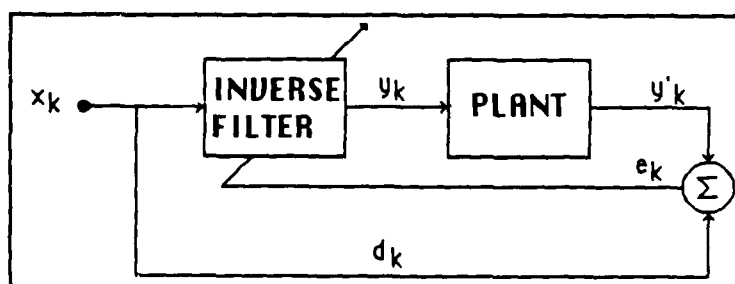 x_k
INVERSE
FILTER
y_k
PLANT
y'_k
e_k
Σ
d_k